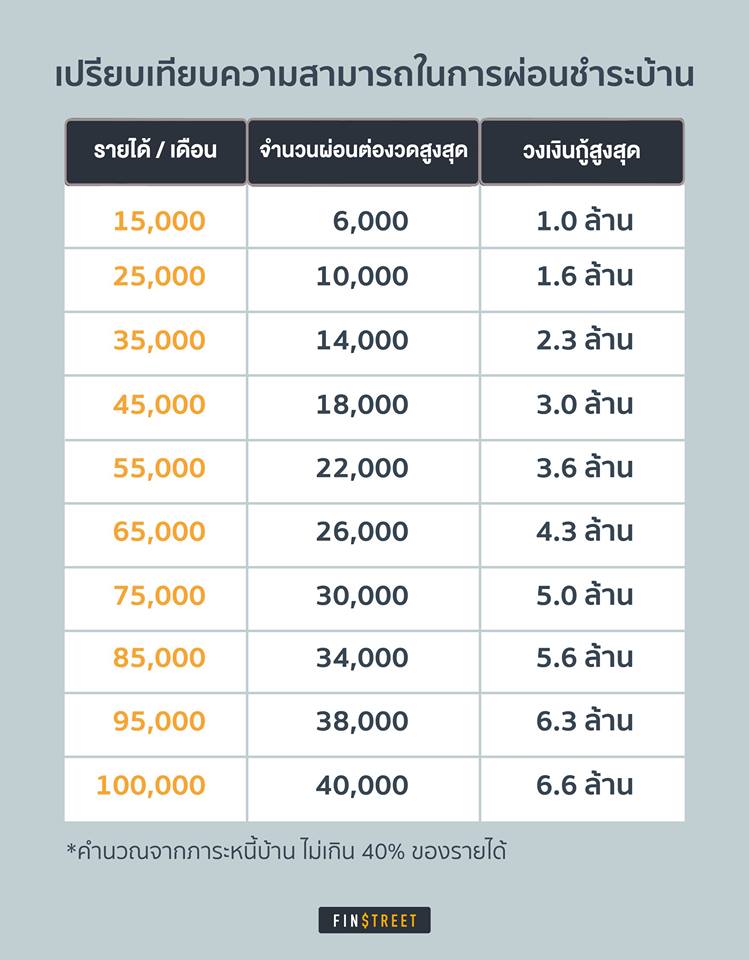 เปรียบเทียบความสามารถในการผ่อนชำระบ้าน
รายได้ / เดือน จำนวนผ่อนต่องวดสูงสุด วงเงินกู้สูงสุด
15,000 6,000 1.0 ล้าน
25,000 10,000 1.6 ล้าน
35,000 14,000 2.3 ล้าน
45,000 18,000 3.0 ล้าน
55,000 22,000 3.6 ล้าน
65,000 26,000 4.3 ล้าน
75,000 30,000 5.0 ล้าน
85,000 34,000 5.6 ล้าน
95,000 38,000 6.3 ล้าน
100,000 40,000 6.6 ล้าน
*คำนวณจากภาระหนี้บ้าน ไม่เกิน 40% ของรายได้
FIN$TREET